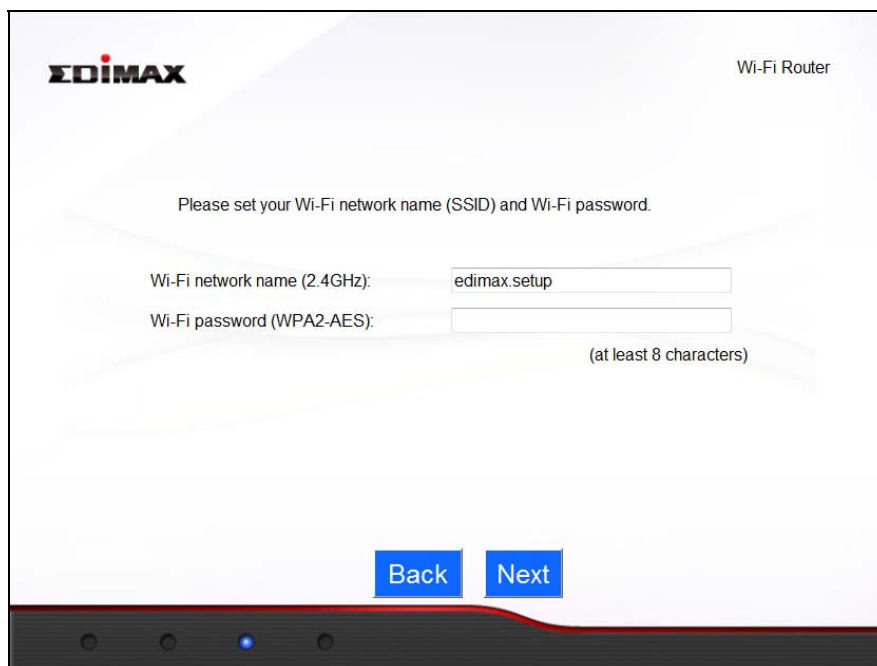 EDIMAX
Wi-Fi Router
Please set your Wi-Fi network name (SSID) and Wi-Fi password.
Wi-Fi network name (2.4GHz): edimax.setup
Wi-Fi password (WPA2-AES):
(at least 8 characters)
Back Next